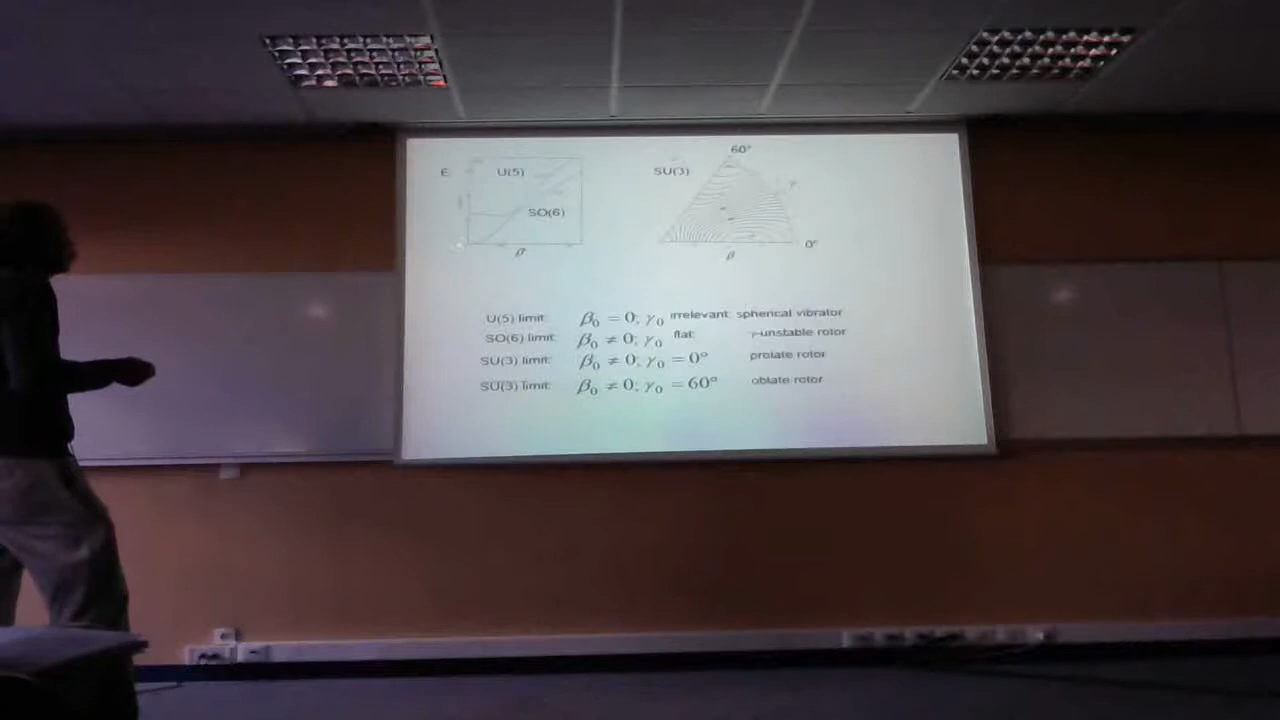 60°
E
U(5)
SU(3)
γ
SO(6)
0°
β
β
U(5) limit: β₀ = 0; γ₀ irrelevant: spherical vibrator
SO(6) limit: β₀ ≠ 0; γ₀ flat: γ-unstable rotor
SU(3) limit: β₀ ≠ 0; γ₀ = 0° prolate rotor
SU(3) limit: β₀ ≠ 0; γ₀ = 60° oblate rotor